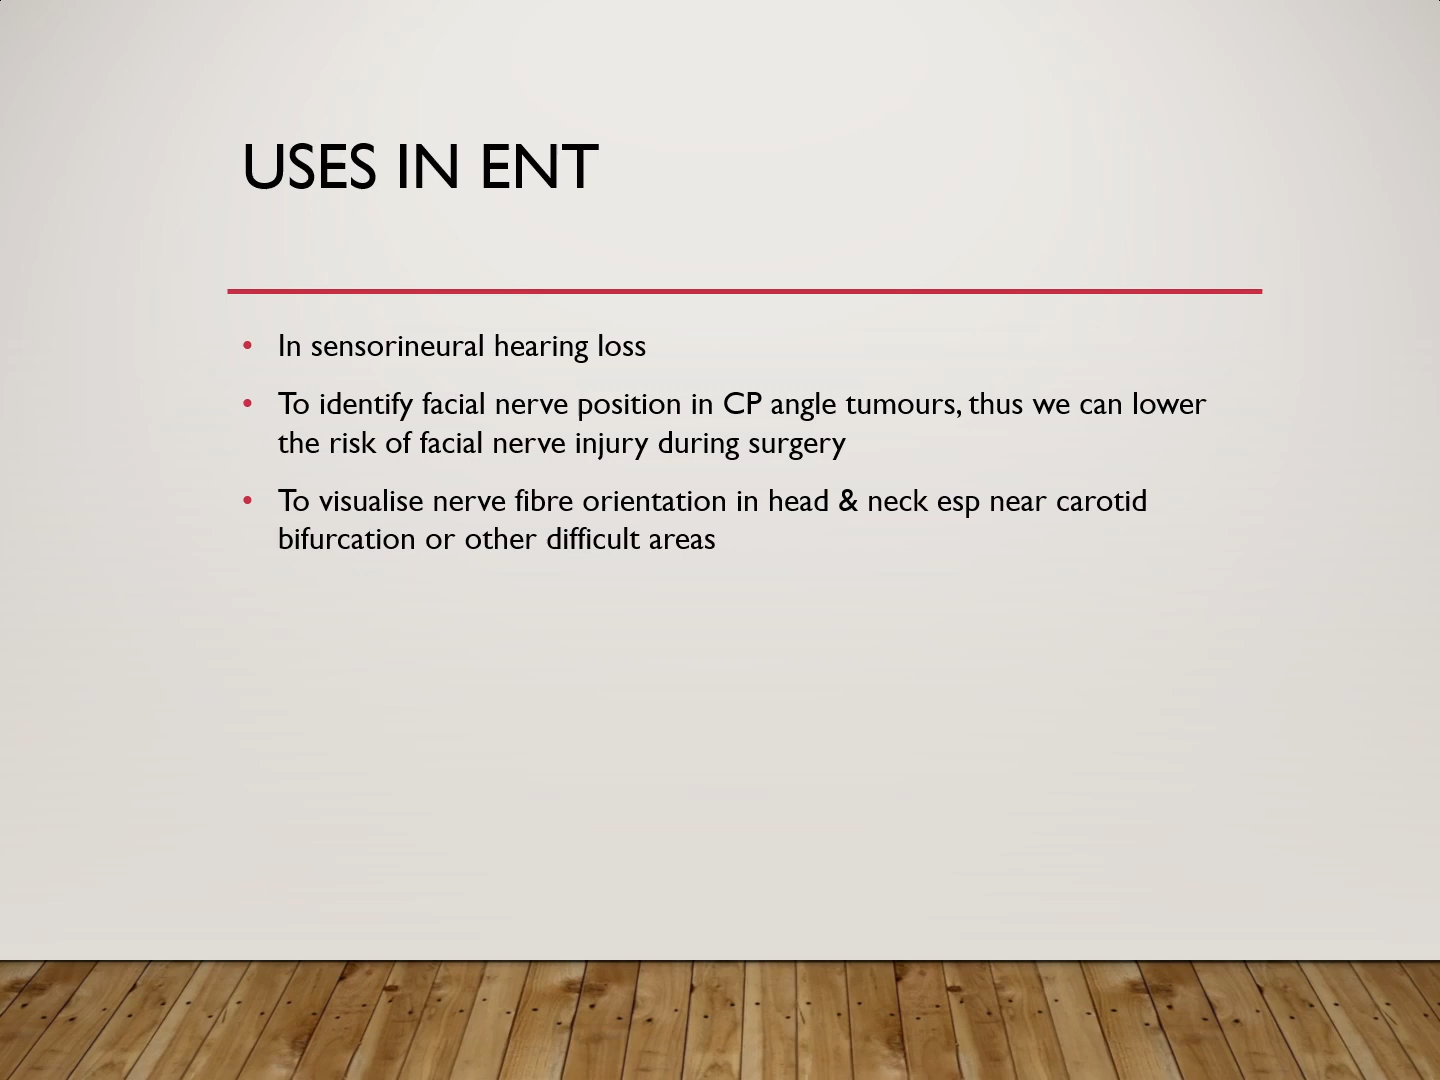 USES IN ENT
• In sensorineural hearing loss
• To identify facial nerve position in CP angle tumours, thus we can lower
the risk of facial nerve injury during surgery
• To visualise nerve fibre orientation in head & neck esp near carotid
bifurcation or other difficult areas